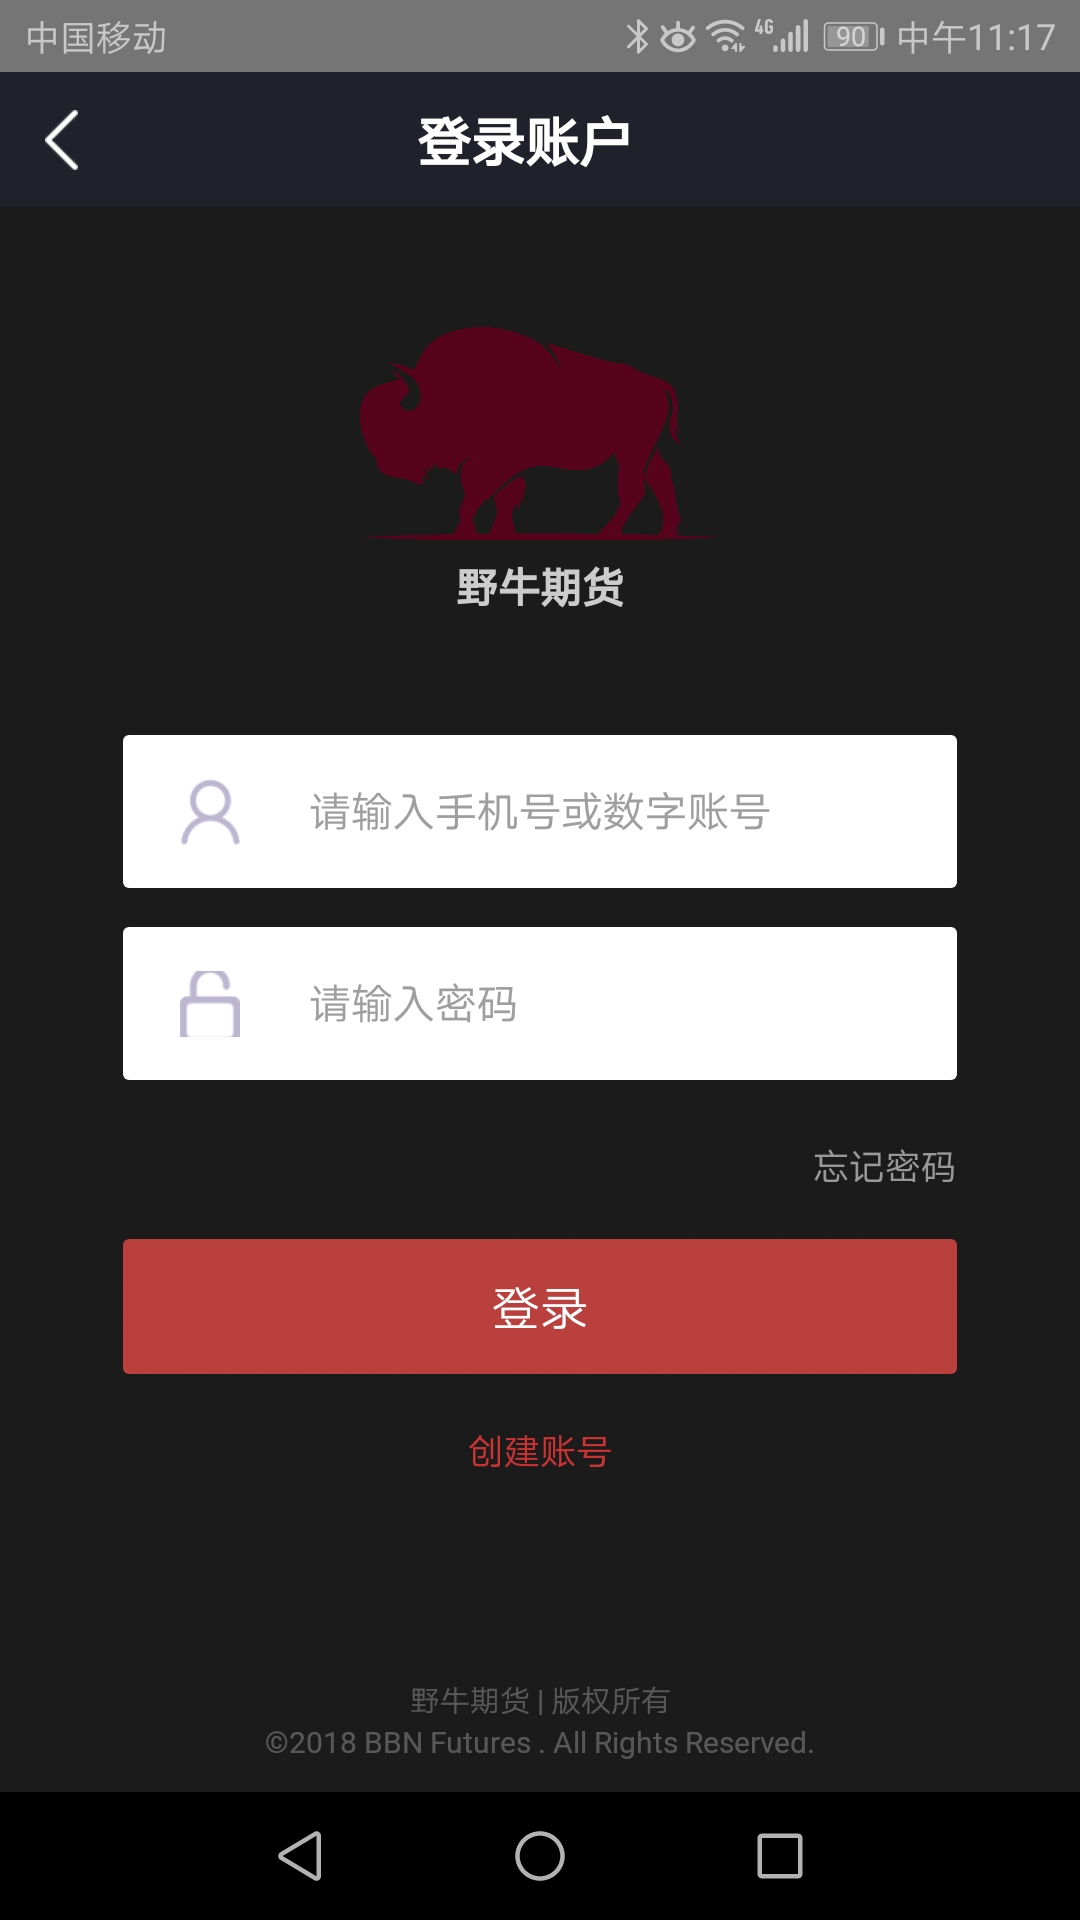 中国移动 4G 90 中午11:17
登录账户
野牛期货
请输入手机号或数字账号
请输入密码
忘记密码
登录
创建账号
野牛期货 | 版权所有
©2018 BBN Futures . All Rights Reserved.